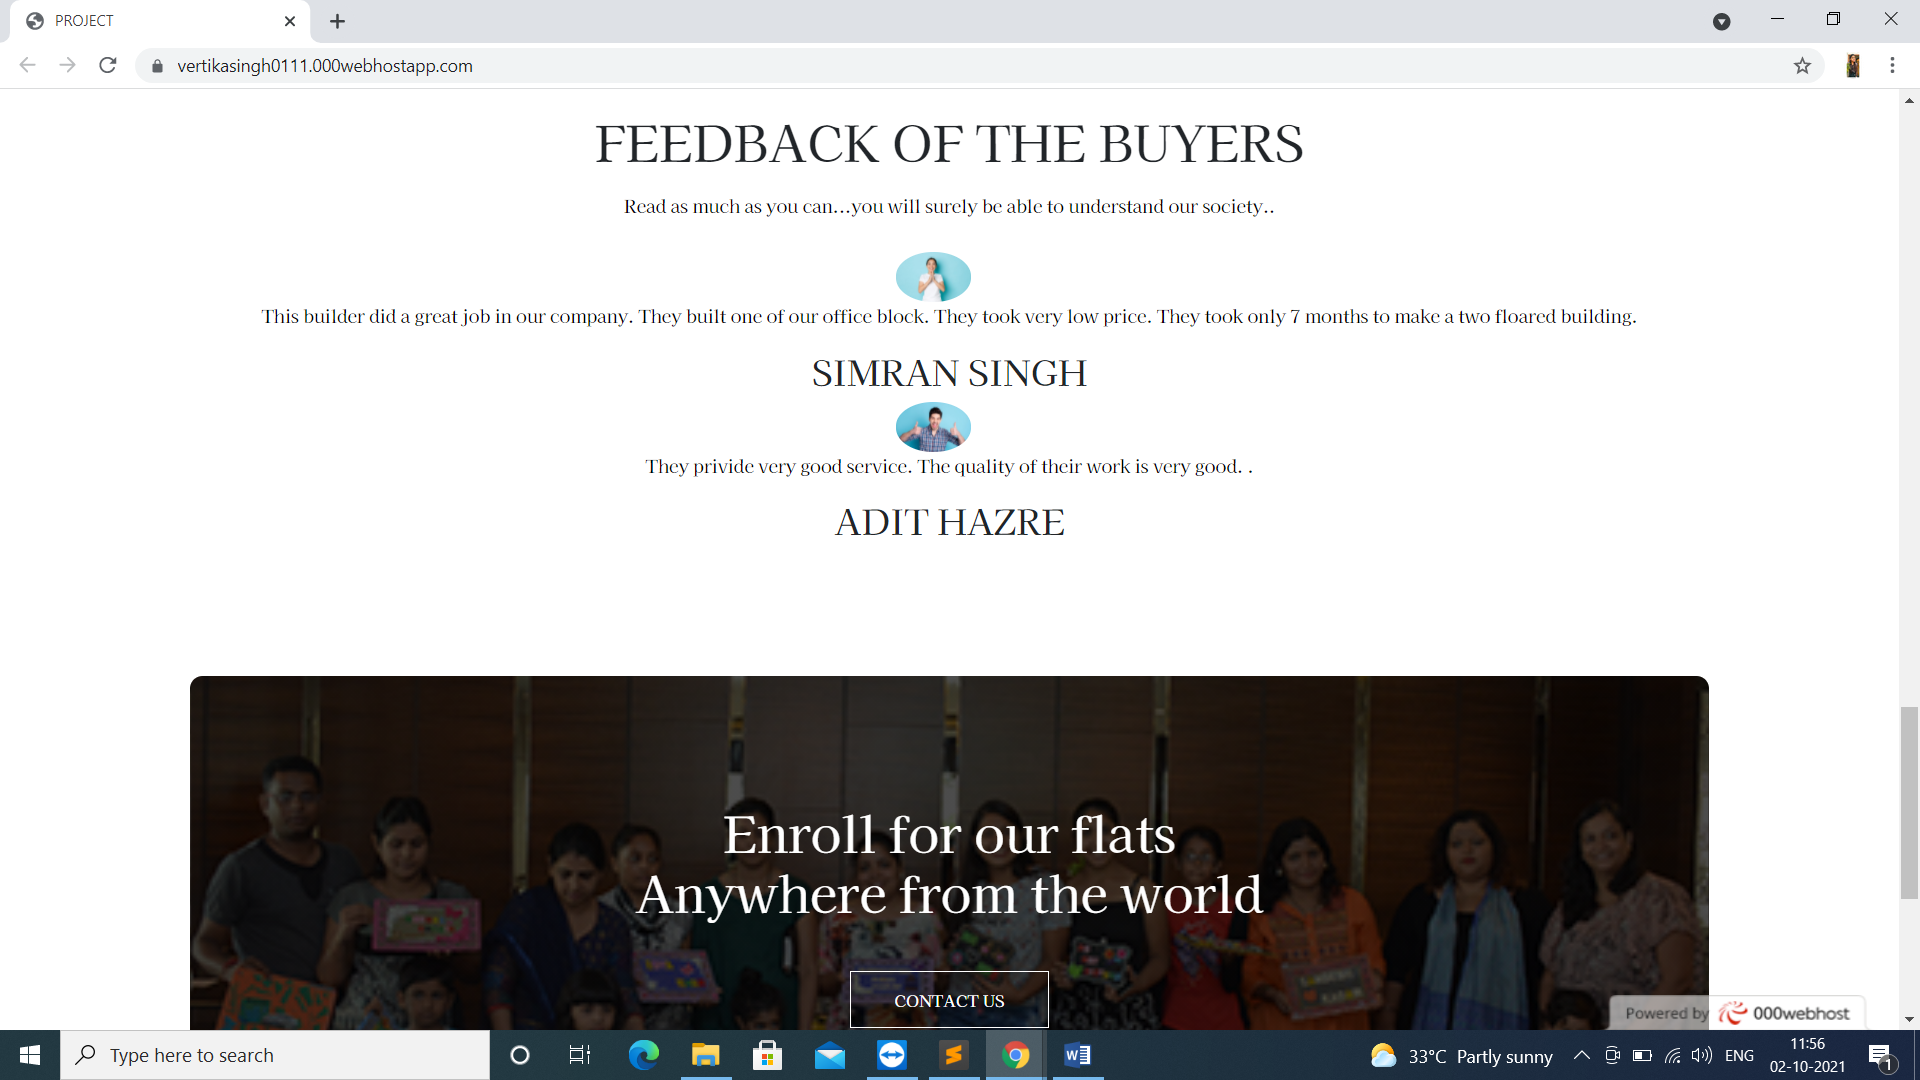 PROJECT
vertikasingh0111.000webhostapp.com
FEEDBACK OF THE BUYERS
Read as much as you can...you will surely be able to understand our society..
This builder did a great job in our company. They built one of our office block. They took very low price. They took only 7 months to make a two floared building.
SIMRAN SINGH
They privide very good service. The quality of their work is very good. .
ADIT HAZRE
Enroll for our flats
Anywhere from the world
CONTACT US
Powered by 000webhost
Type here to search
33°C Partly sunny
ENG
11:56
02-10-2021
1